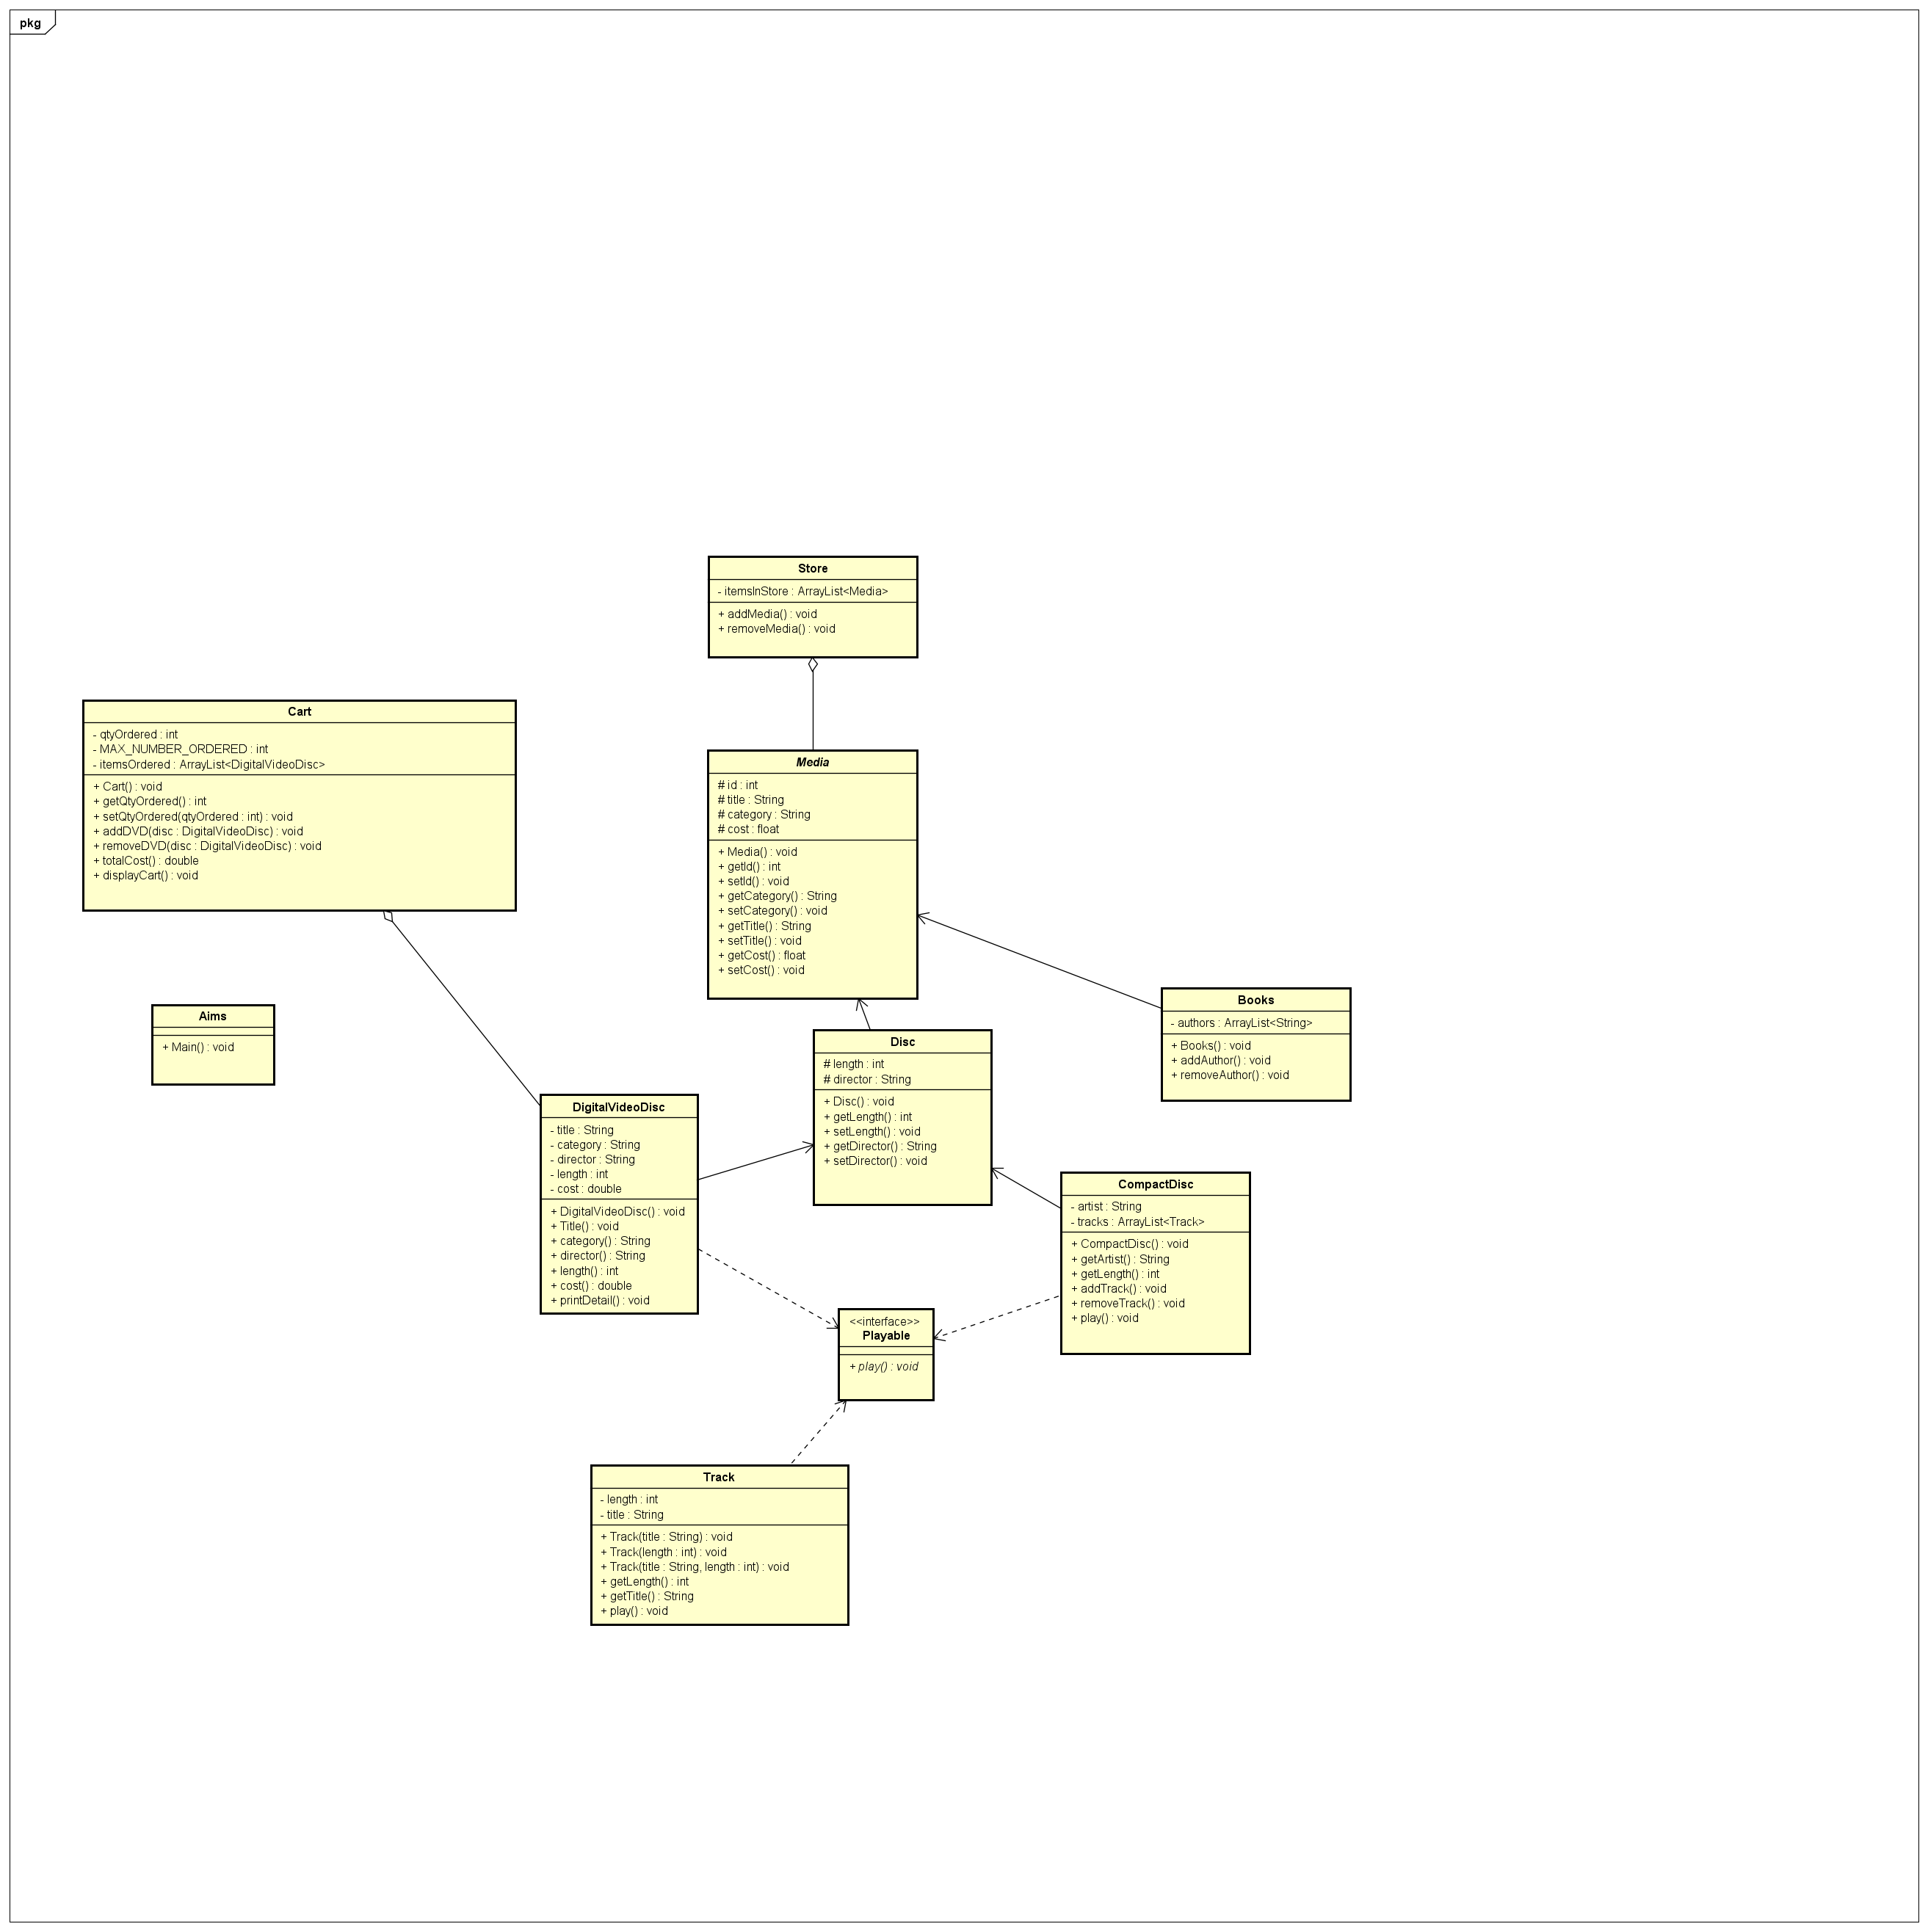 pkg
Store
- itemsInStore : ArrayList<Media>
+ addMedia() : void
+ removeMedia() : void
Cart
- qtyOrdered : int
- MAX_NUMBER_ORDERED : int
- itemsOrdered : ArrayList<DigitalVideoDisc>
+ Cart() : void
+ getQtyOrdered() : int
+ setQtyOrdered(qtyOrdered : int) : void
+ addDVD(disc : DigitalVideoDisc) : void
+ removeDVD(disc : DigitalVideoDisc) : void
+ totalCost() : double
+ displayCart() : void
Media
# id : int
# title : String
# category : String
# cost : float
+ Media() : void
+ getId() : int
+ setId() : void
+ getCategory() : String
+ setCategory() : void
+ getTitle() : String
+ setTitle() : void
+ getCost() : float
+ setCost() : void
Books
- authors : ArrayList<String>
+ Books() : void
+ addAuthor() : void
+ removeAuthor() : void
Aims
+ Main() : void
Disc
# length : int
# director : String
+ Disc() : void
+ getLength() : int
+ setLength() : void
+ getDirector() : String
+ setDirector() : void
DigitalVideoDisc
- title : String
- category : String
- director : String
- length : int
- cost : double
+ DigitalVideoDisc() : void
+ Title() : void
+ category() : String
+ director() : String
+ length() : int
+ cost() : double
+ printDetail() : void
CompactDisc
- artist : String
- tracks : ArrayList<Track>
+ CompactDisc() : void
+ getArtist() : String
+ getLength() : int
+ addTrack() : void
+ removeTrack() : void
+ play() : void
<<interface>>
Playable
+ play() : void
Track
- length : int
- title : String
+ Track(title : String) : void
+ Track(length : int) : void
+ Track(title : String, length : int) : void
+ getLength() : int
+ getTitle() : String
+ play() : void